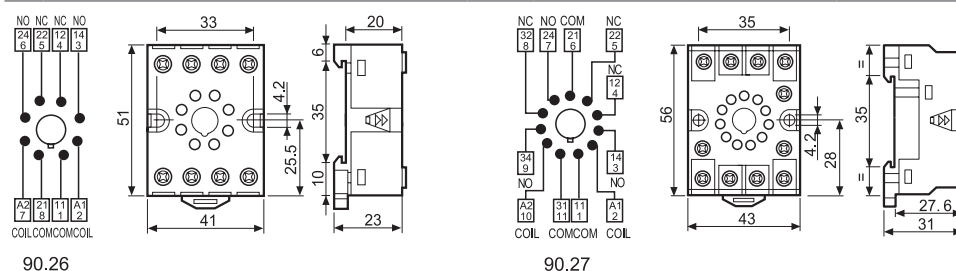 NO NC NC NO
24 22 12 14
6 5 4 3
A2 21 11 A1
7 8 1 2
COIL COM COM COIL
33
51
4.2
25.5
41
20
6
35
10
23
90.26
NC NO COM NC
32 24 21 22
8 7 6 5
NC
12
4
34
9
NO
14
3
NO
A2 31 11 A1
10 11 1 2
COIL COM COM COIL
35
56
4.2
28
43
=
35
=
27.6
31
90.27